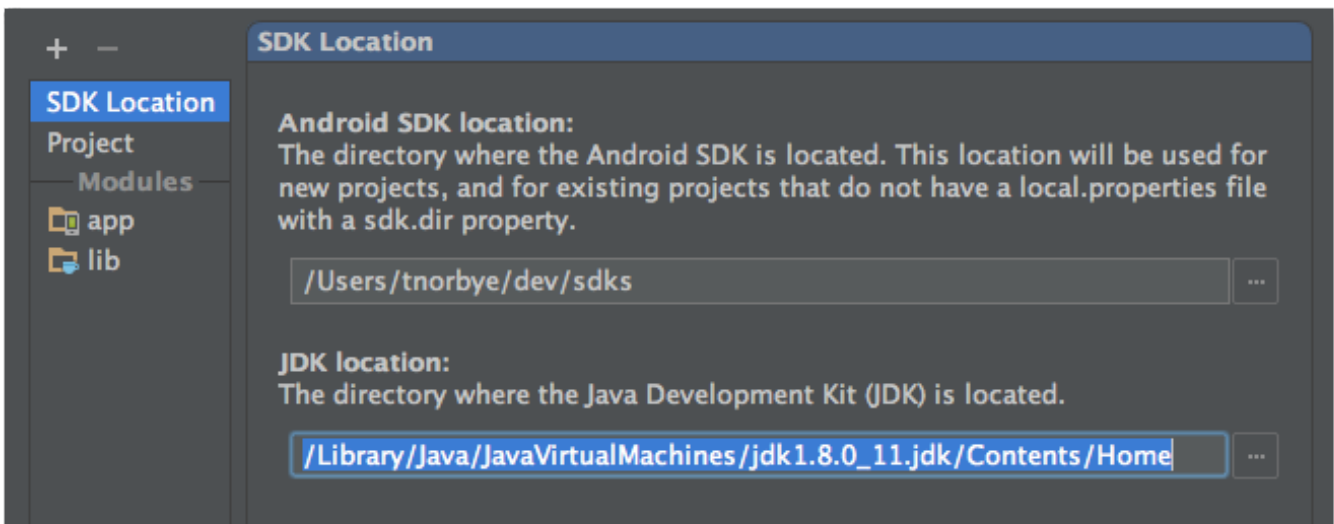 + −
SDK Location
Project
Modules
app
lib
SDK Location
Android SDK location:
The directory where the Android SDK is located. This location will be used for
new projects, and for existing projects that do not have a local.properties file
with a sdk.dir property.
/Users/tnorbye/dev/sdks
...
JDK location:
The directory where the Java Development Kit (JDK) is located.
/Library/Java/JavaVirtualMachines/jdk1.8.0_11.jdk/Contents/Home
...